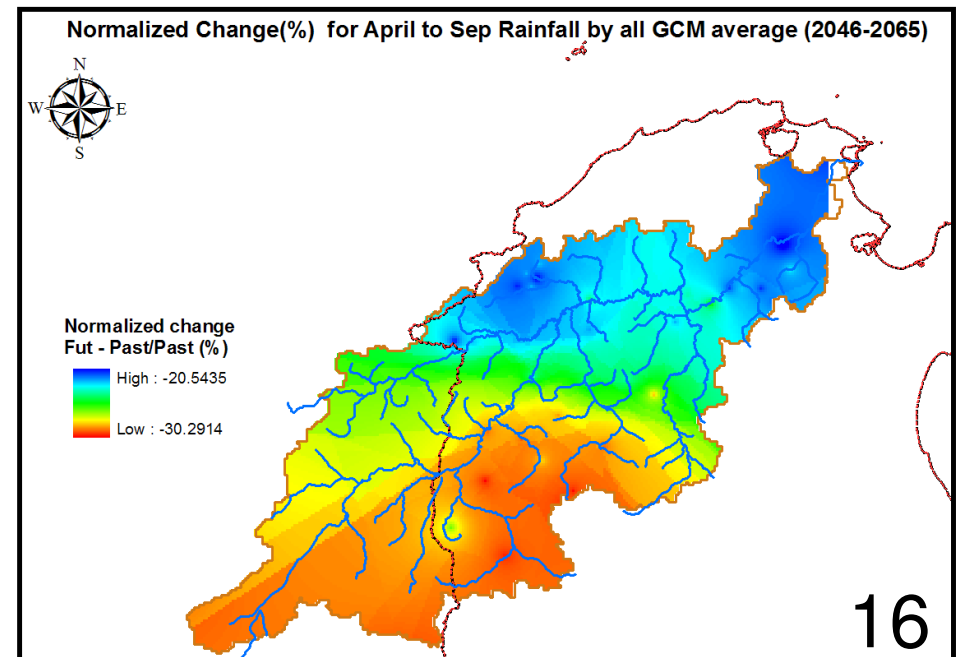 Normalized Change(%) for April to Sep Rainfall by all GCM average (2046-2065)
N
W E
S
Normalized change
Fut - Past/Past (%)
High : -20.5435
Low : -30.2914
16